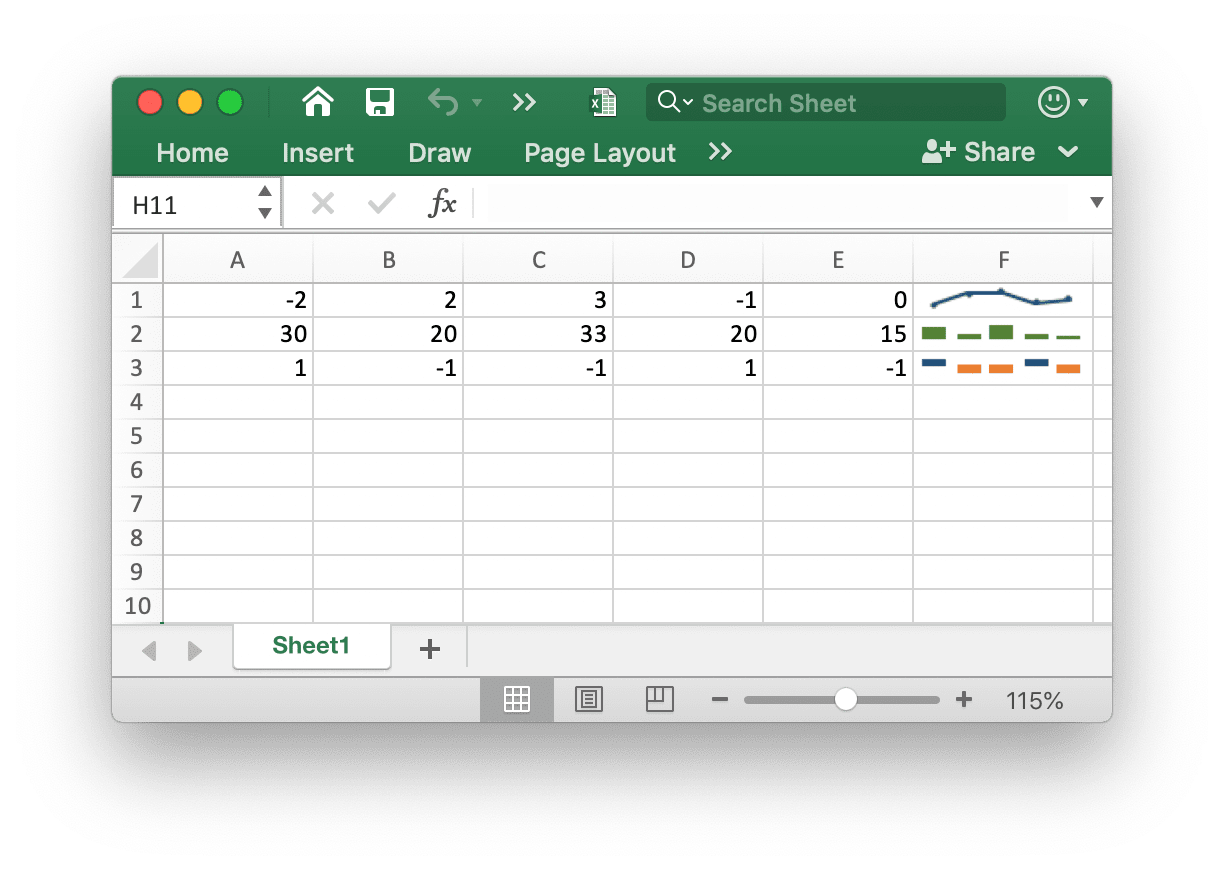 Search Sheet
Home Insert Draw Page Layout Share
H11 fx
A B C D E F
1 -2 2 3 -1 0
2 30 20 33 20 15
3 1 -1 -1 1 -1
4
5
6
7
8
9
10
Sheet1
115%